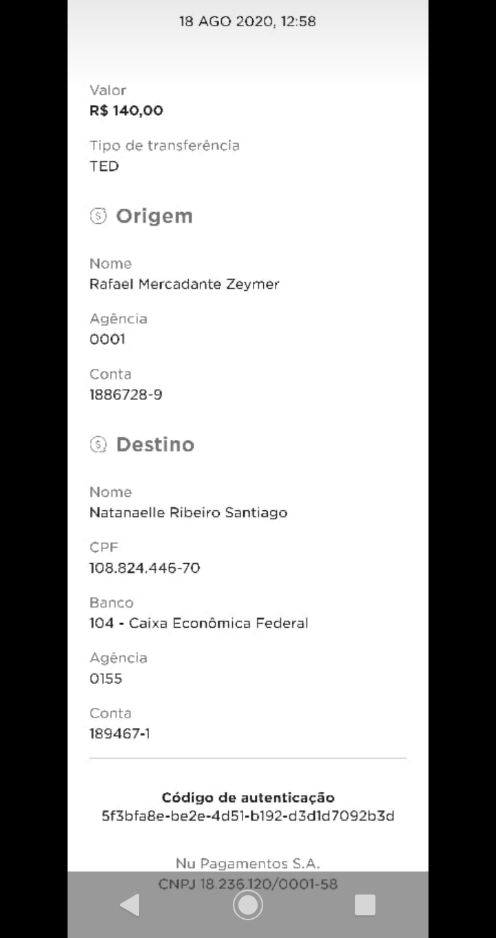 18 AGO 2020, 12:58
Valor
R$ 140,00
Tipo de transferência
TED
Origem
Nome
Rafael Mercadante Zeymer
Agência
0001
Conta
1886728-9
Destino
Nome
Natanaelle Ribeiro Santiago
CPF
108.824.446-70
Banco
104 - Caixa Econômica Federal
Agência
0155
Conta
189467-1
Código de autenticação
5f3bfa8e-be2e-4d51-b192-d3d1d7092b3d
Nu Pagamentos S.A.
CNPJ 18.236.120/0001-58